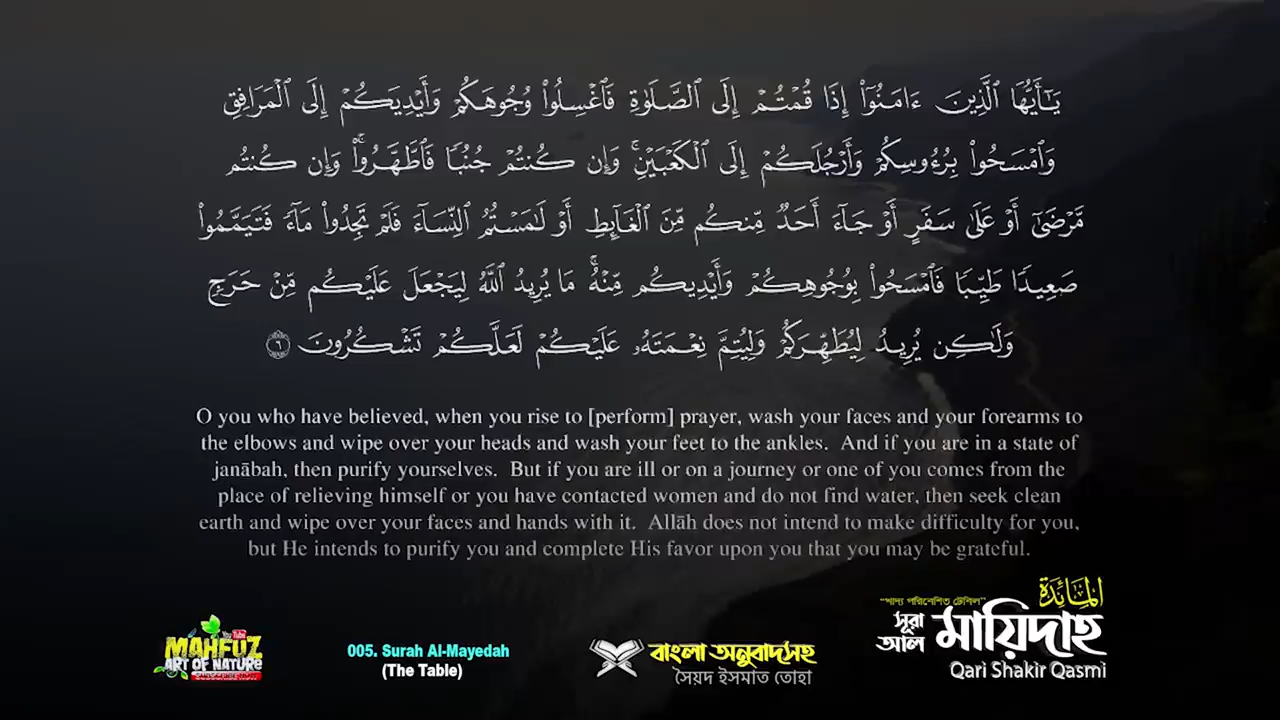 يَـٰٓأَيُّهَا ٱلَّذِينَ ءَامَنُوٓا۟ إِذَا قُمْتُمْ إِلَى ٱلصَّلَوٰةِ فَٱغْسِلُوا۟ وُجُوهَكُمْ وَأَيْدِيَكُمْ إِلَى ٱلْمَرَافِقِ
وَٱمْسَحُوا۟ بِرُءُوسِكُمْ وَأَرْجُلَكُمْ إِلَى ٱلْكَعْبَيْنِ ۚ وَإِن كُنتُمْ جُنُبًا فَٱطَّهَّرُوا۟ ۚ وَإِن كُنتُم
مَّرْضَىٰٓ أَوْ عَلَىٰ سَفَرٍ أَوْ جَآءَ أَحَدٌ مِّنكُم مِّنَ ٱلْغَآئِطِ أَوْ لَـٰمَسْتُمُ ٱلنِّسَآءَ فَلَمْ تَجِدُوا۟ مَآءً فَتَيَمَّمُوا۟
صَعِيدًا طَيِّبًا فَٱمْسَحُوا۟ بِوُجُوهِكُمْ وَأَيْدِيكُم مِّنْهُ ۚ مَا يُرِيدُ ٱللَّهُ لِيَجْعَلَ عَلَيْكُم مِّنْ حَرَجٍ
وَلَـٰكِن يُرِيدُ لِيُطَهِّرَكُمْ وَلِيُتِمَّ نِعْمَتَهُۥ عَلَيْكُمْ لَعَلَّكُمْ تَشْكُرُونَ ٦
O you who have believed, when you rise to [perform] prayer, wash your faces and your forearms to
the elbows and wipe over your heads and wash your feet to the ankles.  And if you are in a state of
janābah, then purify yourselves.  But if you are ill or on a journey or one of you comes from the
place of relieving himself or you have contacted women and do not find water, then seek clean
earth and wipe over your faces and hands with it.  Allāh does not intend to make difficulty for you,
but He intends to purify you and complete His favor upon you that you may be grateful.
المَائِدَة
"খাদ্য পরিবেশিত টেবিল"
সূরা আল মায়িদাহ
Qari Shakir Qasmi
You Tube
MAHFUZ
ART OF NATURE
SUBSCRIBE NOW
005. Surah Al-Mayedah
(The Table)
বাংলা অনুবাদসহ
সৈয়দ ইসমাত তোহা